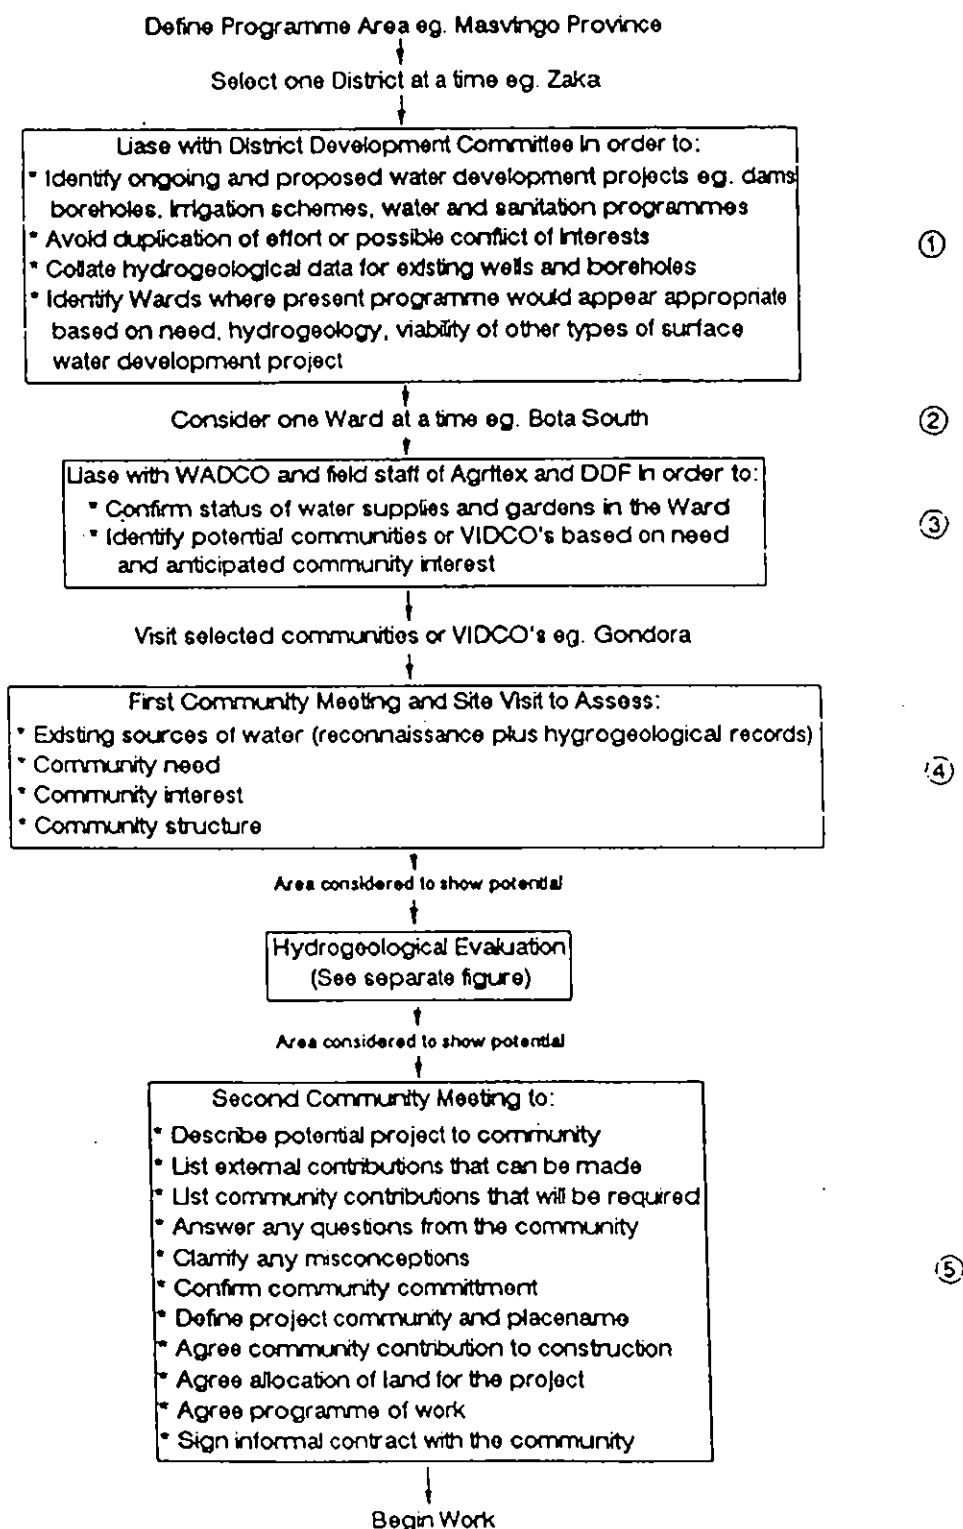 Define Programme Area eg. Masvingo Province
Select one District at a time eg. Zaka
Liase with District Development Committee in order to:
* Identify ongoing and proposed water development projects eg. dams
boreholes, irrigation schemes, water and sanitation programmes
* Avoid duplication of effort or possible conflict of interests
①
* Collate hydrogeological data for existing wells and boreholes
* Identify Wards where present programme would appear appropriate
based on need, hydrogeology, viability of other types of surface
water development project
Consider one Ward at a time eg. Bota South
②
Liase with WADCO and field staff of Agritex and DDF in order to:
* Confirm status of water supplies and gardens in the Ward
③
* Identify potential communities or VIDCO's based on need
and anticipated community interest
Visit selected communities or VIDCO's eg. Gondora
First Community Meeting and Site Visit to Assess:
* Existing sources of water (reconnaissance plus hygrogeological records)
* Community need
④
* Community interest
* Community structure
Area considered to show potential
Hydrogeological Evaluation
(See separate figure)
Area considered to show potential
Second Community Meeting to:
* Describe potential project to community
* List external contributions that can be made
* List community contributions that will be required
* Answer any questions from the community
* Clarify any misconceptions
⑤
* Confirm community committment
* Define project community and placename
* Agree community contribution to construction
* Agree allocation of land for the project
* Agree programme of work
* Sign informal contract with the community
Begin Work